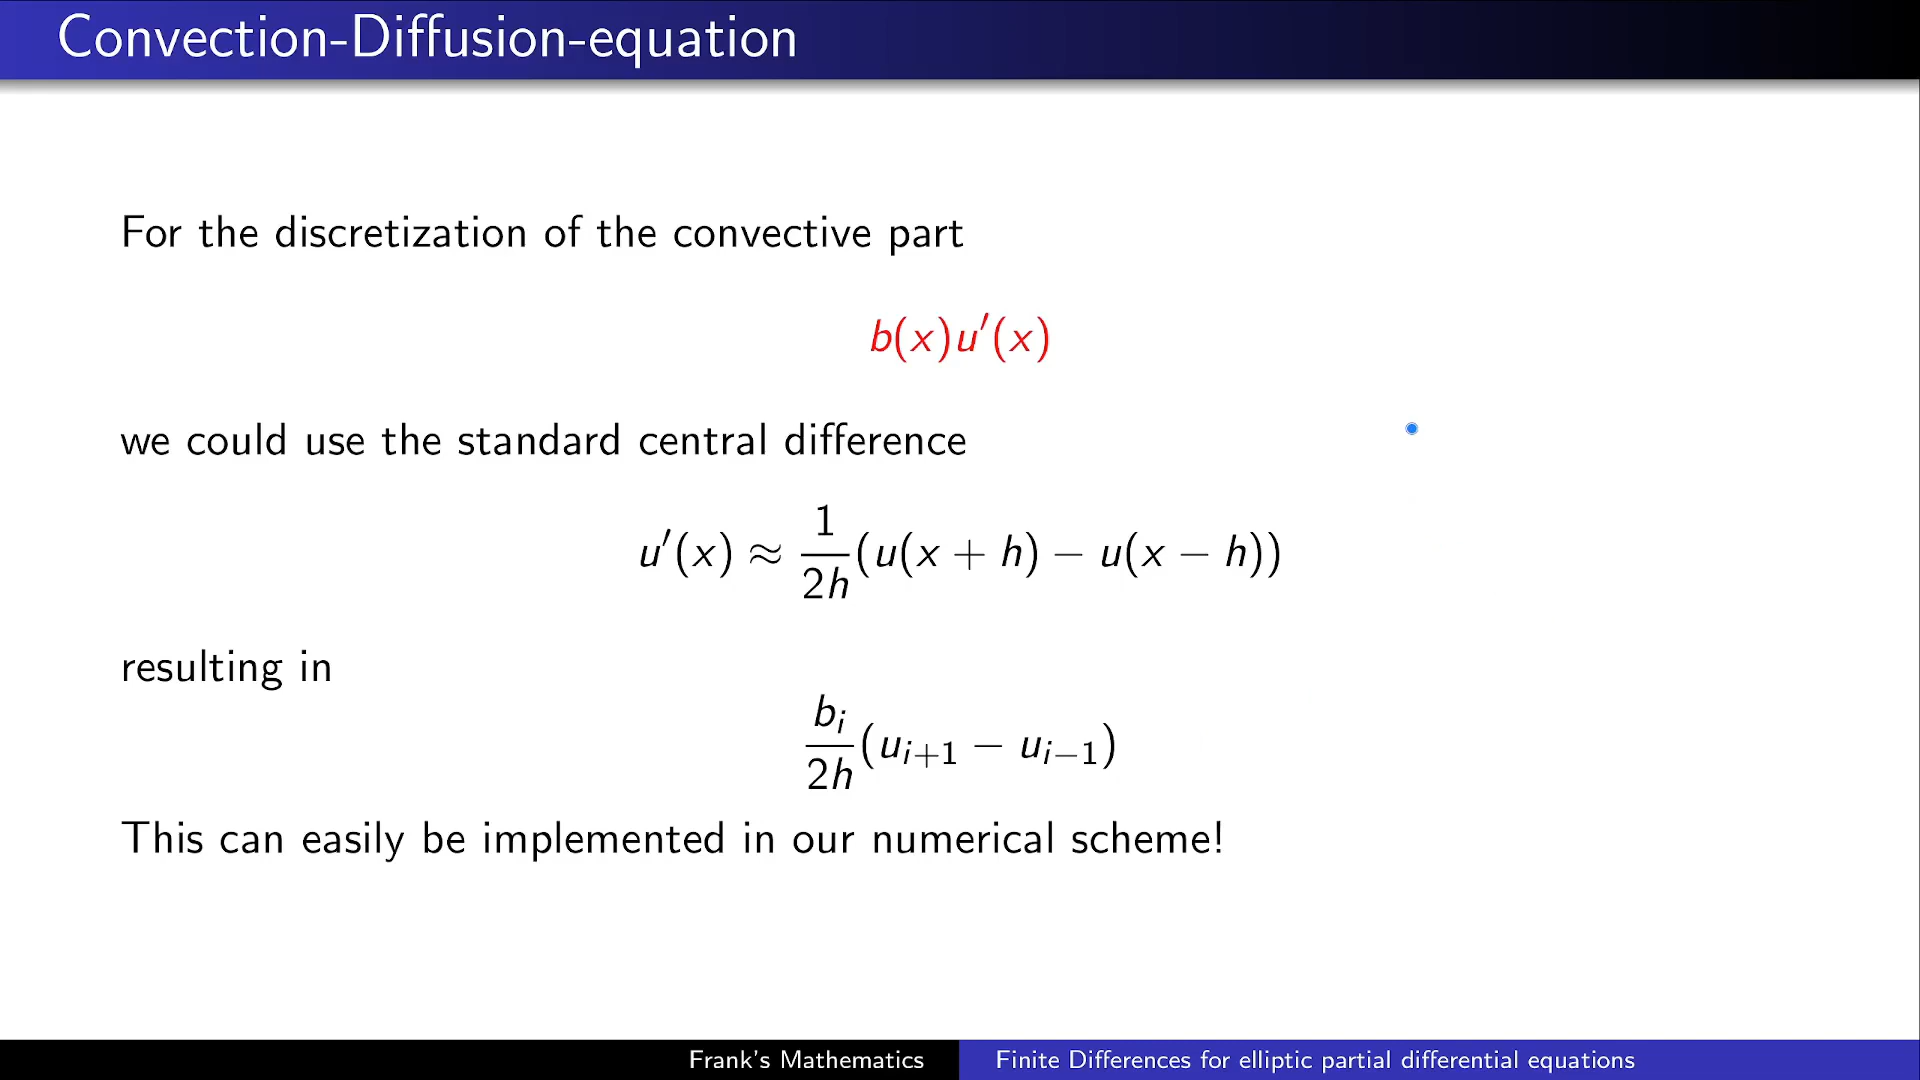 Convection-Diffusion-equation
For the discretization of the convective part
b(x)u′(x)
we could use the standard central difference
u′(x) ≈ \frac{1}{2h}(u(x + h) − u(x − h))
resulting in
\frac{b_i}{2h}(u_{i+1} − u_{i−1})
This can easily be implemented in our numerical scheme!
Frank's Mathematics
Finite Differences for elliptic partial differential equations